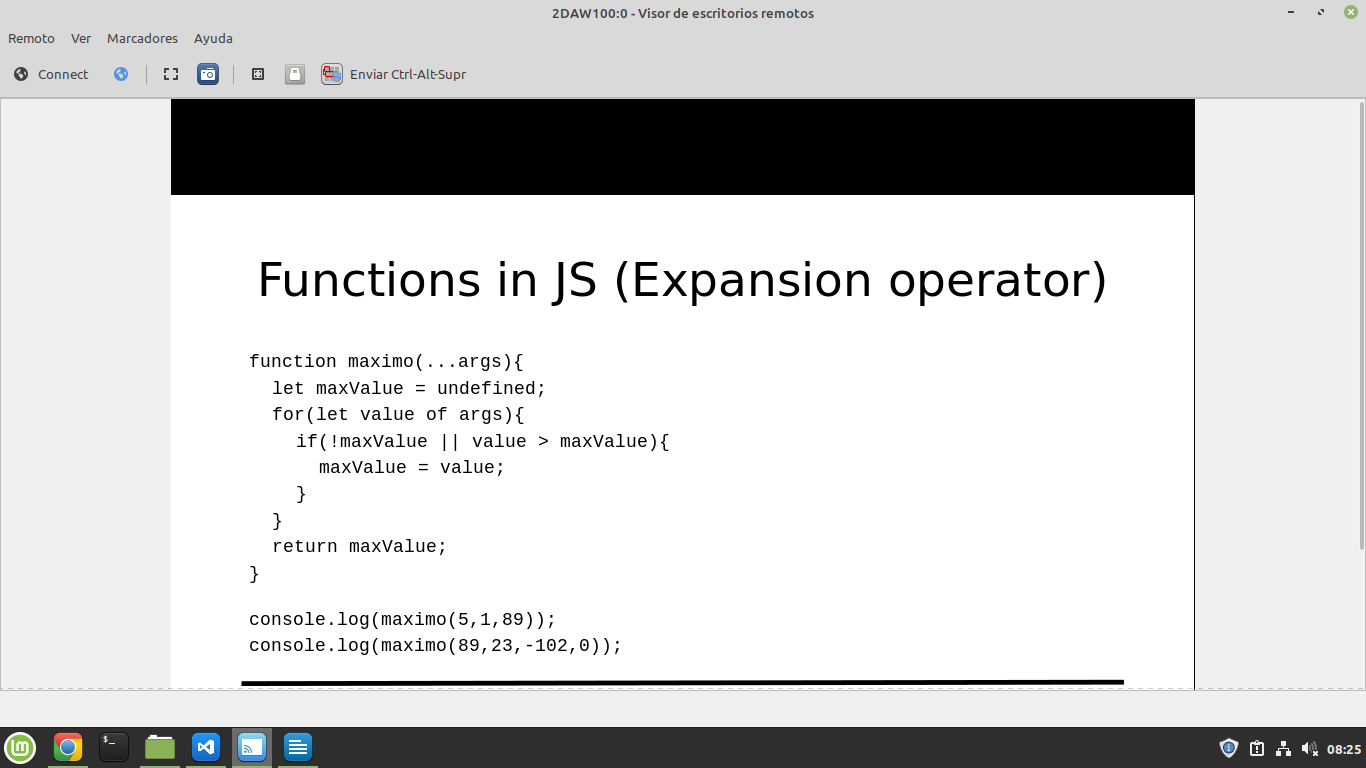 2DAW100:0 - Visor de escritorios remotos
Remoto Ver Marcadores Ayuda
Connect Enviar Ctrl-Alt-Supr
Functions in JS (Expansion operator)
function maximo(...args){
let maxValue = undefined;
for(let value of args){
if(!maxValue || value > maxValue){
maxValue = value;
}
}
return maxValue;
}
console.log(maximo(5,1,89));
console.log(maximo(89,23,-102,0));
08:25